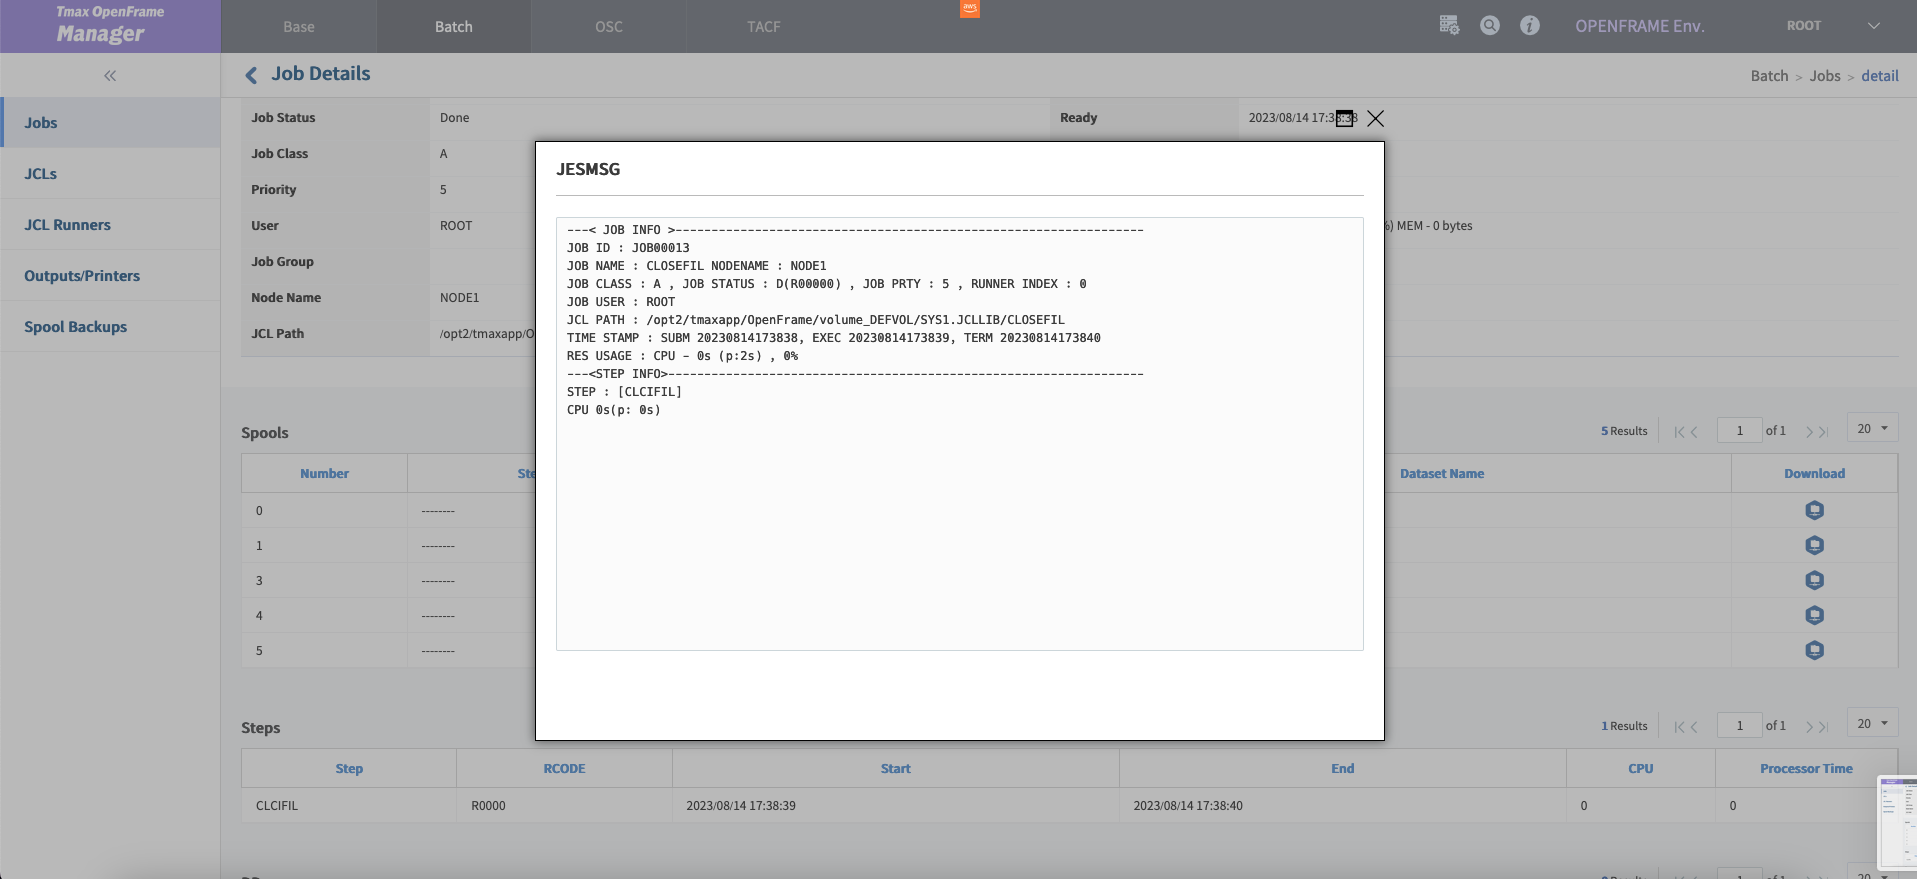 Tmax OpenFrame
Manager
Base
Batch
OSC
TACF
aws
OPENFRAME Env.
ROOT
Job Details
Batch > Jobs > detail
Jobs
JCLs
JCL Runners
Outputs/Printers
Spool Backups
Job Status
Done
Ready
2023/08/14 17:38:38
Job Class
A
Priority
5
User
ROOT
) MEM - 0 bytes
Job Group
Node Name
NODE1
JCL Path
/opt2/tmaxapp/O
JESMSG
---< JOB INFO >-----------------------------------------------------------------
JOB ID : JOB00013
JOB NAME : CLOSEFIL NODENAME : NODE1
JOB CLASS : A , JOB STATUS : D(R00000) , JOB PRTY : 5 , RUNNER INDEX : 0
JOB USER : ROOT
JCL PATH : /opt2/tmaxapp/OpenFrame/volume_DEFVOL/SYS1.JCLLIB/CLOSEFIL
TIME STAMP : SUBM 20230814173838, EXEC 20230814173839, TERM 20230814173840
RES USAGE : CPU - 0s (p:2s) , 0%
---<STEP INFO>------------------------------------------------------------------
STEP : [CLCIFIL]
CPU 0s(p: 0s)
Spools
5 Results
1 of 1
20
Number
Ste
Dataset Name
Download
0 --------
1 --------
3 --------
4 --------
5 --------
Steps
1 Results
1 of 1
20
Step
RCODE
Start
End
CPU
Processor Time
CLCIFIL
R0000
2023/08/14 17:38:39
2023/08/14 17:38:40
0
0